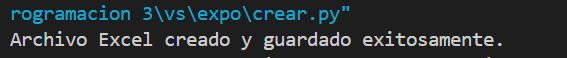 rogramacion 3\vs\expo\crear.py"
Archivo Excel creado y guardado exitosamente.